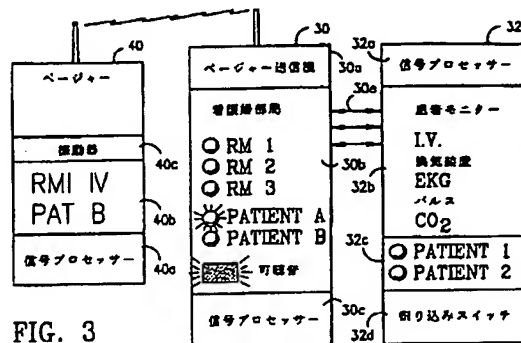 40
ページャー
振動器
40c
RMI IV
PAT B
40b
信号プロセッサー
40a
30
ページャー送信機
30a
看護婦部局
30e
RM 1
RM 2
RM 3
30b
PATIENT A
PATIENT B
可聴音
信号プロセッサー
30c
32
32a
信号プロセッサー
患者モニター
I.V.
換気装置
32b
EKG
パルス
CO2
32c
PATIENT 1
PATIENT 2
切り込みスイッチ
32d
FIG. 3